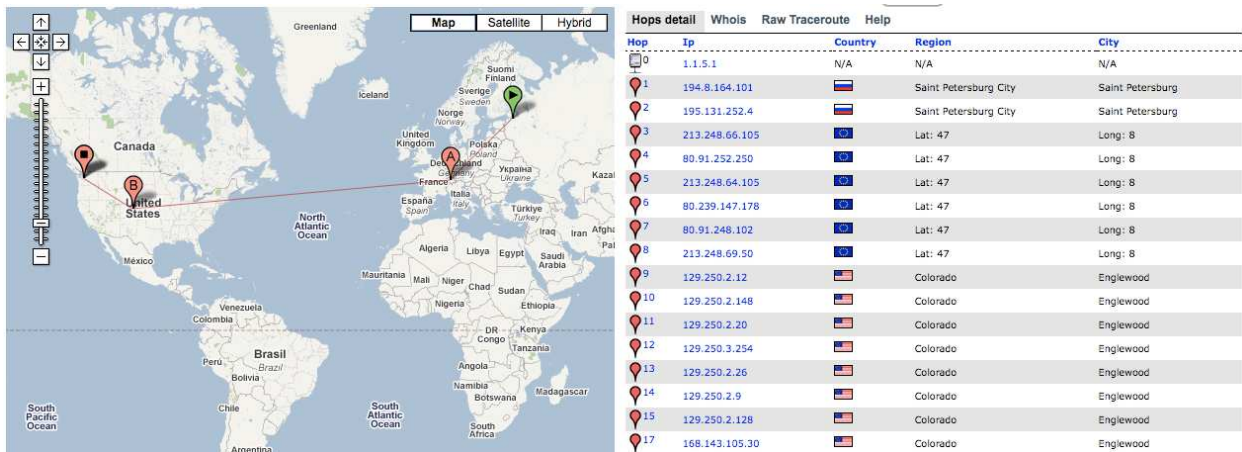 Map Satellite Hybrid
Greenland
Suomi
Finland
Iceland
Sverige
Sweden
Norge
Norway
United
Kingdom
Polska
Poland
Deutschland
Germany
Україна
Ukraine
Kazal
France
Italia
Italy
España
Spain
Türkiye
Turkey
Canada
A
B
United
States
North
Atlantic
Ocean
Iraq
Iran
Afgha
Pa
México
Algeria
Libya
Egypt
Saudi
Arabia
Mauritania
Mali
Niger
Chad
Sudan
Nigeria
Ethiopia
Venezuela
Colombia
DR
Congo
Kenya
Tanzania
Brasil
Brazil
Perú
Bolivia
Angola
Namibia
Botswana
Madagascar
Chile
South
Pacific
Ocean
South
Atlantic
Ocean
South
Africa
Argentina
Hops detail Whois Raw Traceroute Help
Hop Ip Country Region City
0 1.1.5.1 N/A N/A N/A
1 194.8.164.101 Saint Petersburg City Saint Petersburg
2 195.131.252.4 Saint Petersburg City Saint Petersburg
3 213.248.66.105 Lat: 47 Long: 8
4 80.91.252.250 Lat: 47 Long: 8
5 213.248.64.105 Lat: 47 Long: 8
6 80.239.147.178 Lat: 47 Long: 8
7 80.91.248.102 Lat: 47 Long: 8
8 213.248.69.50 Lat: 47 Long: 8
9 129.250.2.12 Colorado Englewood
10 129.250.2.148 Colorado Englewood
11 129.250.2.20 Colorado Englewood
12 129.250.3.254 Colorado Englewood
13 129.250.2.26 Colorado Englewood
14 129.250.2.9 Colorado Englewood
15 129.250.2.128 Colorado Englewood
17 168.143.105.30 Colorado Englewood